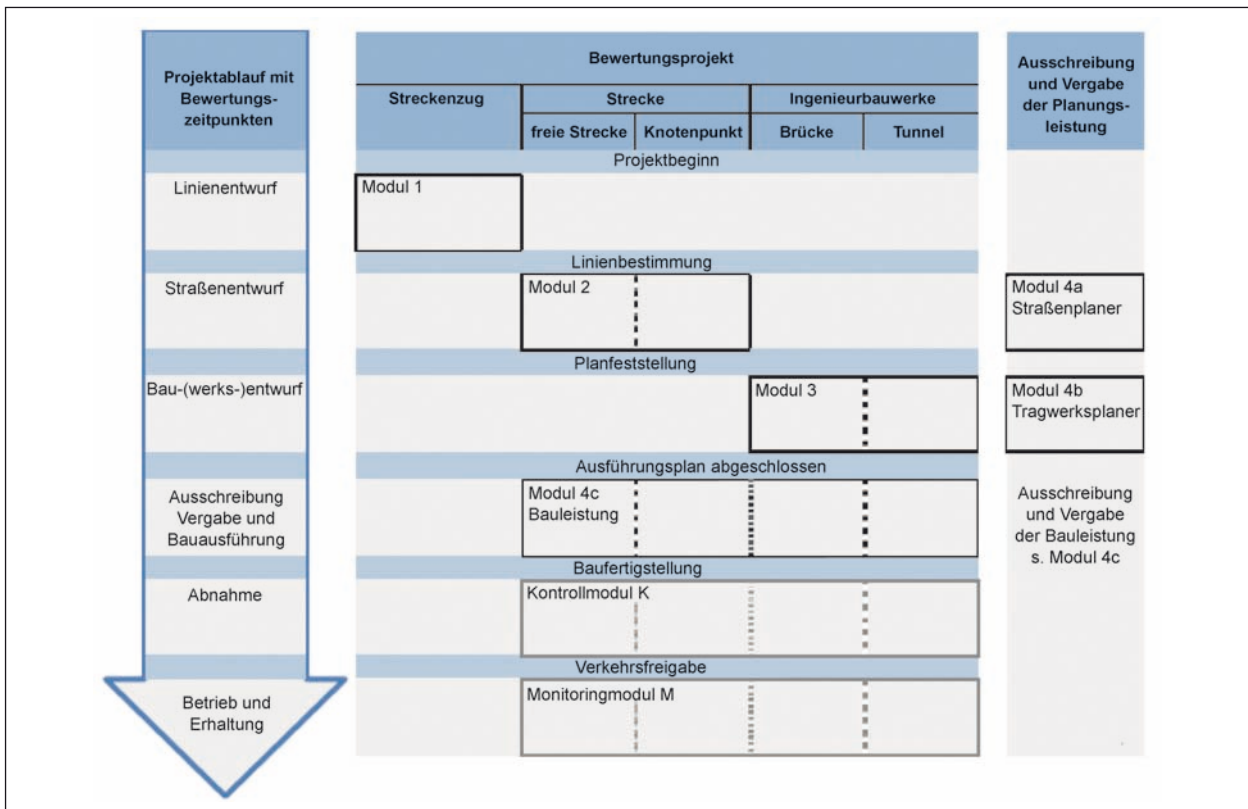 Projektablauf mit
Bewertungs-
zeitpunkten
Bewertungsprojekt
Streckenzug
Strecke
Ingenieurbauwerke
freie Strecke
Knotenpunkt
Brücke
Tunnel
Ausschreibung
und Vergabe
der Planungs-
leistung
Projektbeginn
Linienentwurf
Modul 1
Linienbestimmung
Straßenentwurf
Modul 2
Modul 4a
Straßenplaner
Planfeststellung
Bau-(werks-)entwurf
Modul 3
Modul 4b
Tragwerksplaner
Ausführungsplan abgeschlossen
Ausschreibung
Vergabe und
Bauausführung
Modul 4c
Bauleistung
Ausschreibung
und Vergabe
der Bauleistung
s. Modul 4c
Baufertigstellung
Abnahme
Kontrollmodul K
Verkehrsfreigabe
Betrieb und
Erhaltung
Monitoringmodul M